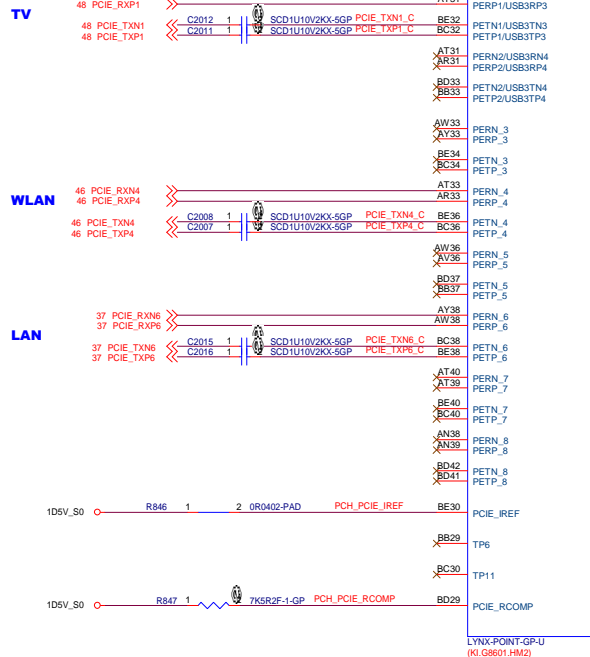 TV
48 PCIE_RXP1
PERP1/USB3RP3
48 PCIE_TXN1 C2012 1 SCD1U10V2KX-5GP PCIE_TXN1_C BE32 PETN1/USB3TN3
48 PCIE_TXP1 C2011 1 2 SCD1U10V2KX-5GP PCIE_TXP1_C BC32 PETP1/USB3TP3
AT31 PERN2/USB3RN4
AR31 PERP2/USB3RP4
BD33 PETN2/USB3TN4
BB33 PETP2/USB3TP4
AW33 PERN_3
AY33 PERP_3
BE34 PETN_3
BC34 PETP_3
WLAN
46 PCIE_RXN4 AT33 PERN_4
46 PCIE_RXP4 AR33 PERP_4
46 PCIE_TXN4 C2008 1 SCD1U10V2KX-5GP PCIE_TXN4_C BE36 PETN_4
46 PCIE_TXP4 C2007 1 2 SCD1U10V2KX-5GP PCIE_TXP4_C BC36 PETP_4
AW36 PERN_5
AV36 PERP_5
BD37 PETN_5
BB37 PETP_5
LAN
37 PCIE_RXN6 AY38 PERN_6
37 PCIE_RXP6 AW38 PERP_6
37 PCIE_TXN6 C2015 1 SCD1U10V2KX-5GP PCIE_TXN6_C BC38 PETN_6
37 PCIE_TXP6 C2016 1 2 SCD1U10V2KX-5GP PCIE_TXP6_C BE38 PETP_6
AT40 PERN_7
AT39 PERP_7
BE40 PETN_7
BC40 PETP_7
AN38 PERN_8
AN39 PERP_8
BD42 PETN_8
BD41 PETP_8
1D5V_S0 R846 1 2 0R0402-PAD PCH_PCIE_IREF BE30 PCIE_IREF
BB29 TP6
BC30 TP11
1D5V_S0 R847 1 2 7K5R2F-1-GP PCH_PCIE_RCOMP BD29 PCIE_RCOMP
LYNX-POINT-GP-U
(KI.G8601.HM2)